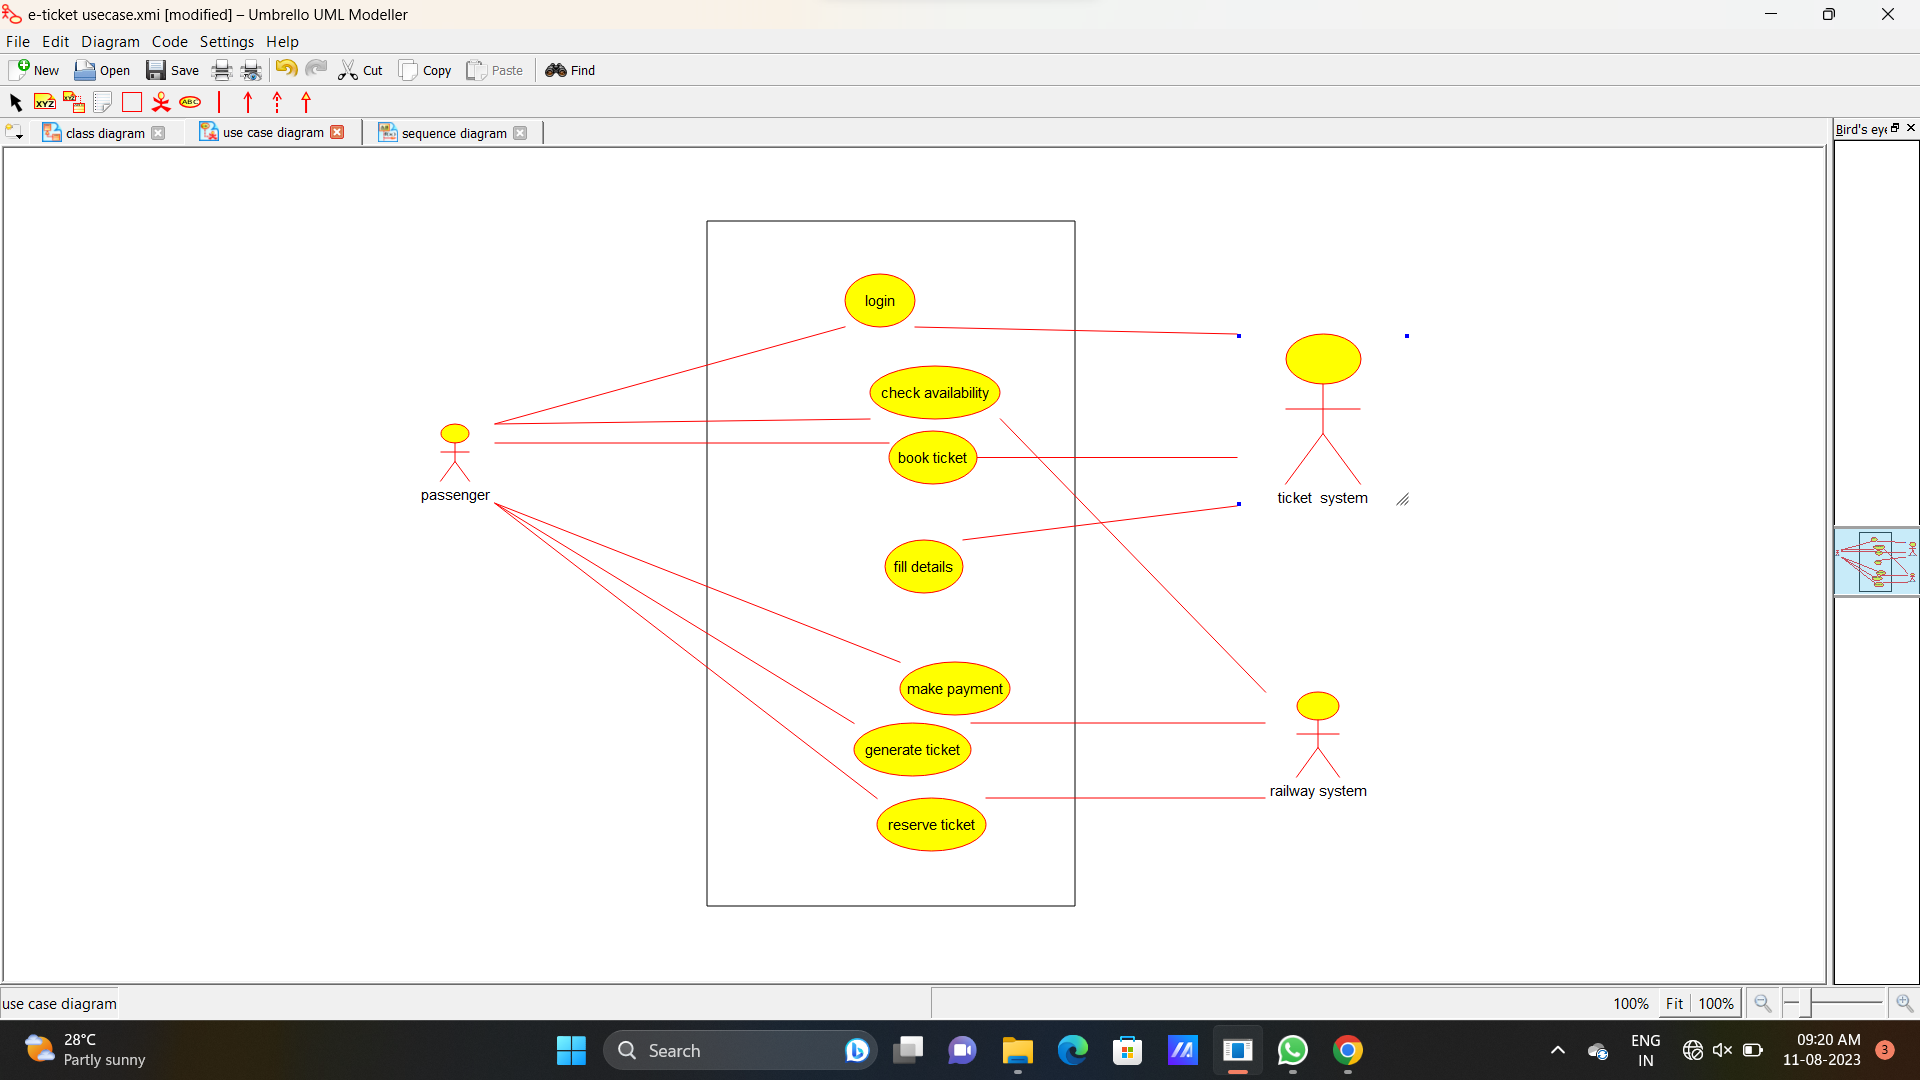 e-ticket usecase.xmi [modified] – Umbrello UML Modeller
File Edit Diagram Code Settings Help
New Open Save Cut Copy Paste Find
XYZ XYZ ABC
class diagram use case diagram sequence diagram
Bird's eye
login
check availability
book ticket
passenger
ticket system
fill details
make payment
generate ticket
railway system
reserve ticket
use case diagram 100% Fit 100%
28°C
Partly sunny
Search
ENG
IN
09:20 AM
11-08-2023
3